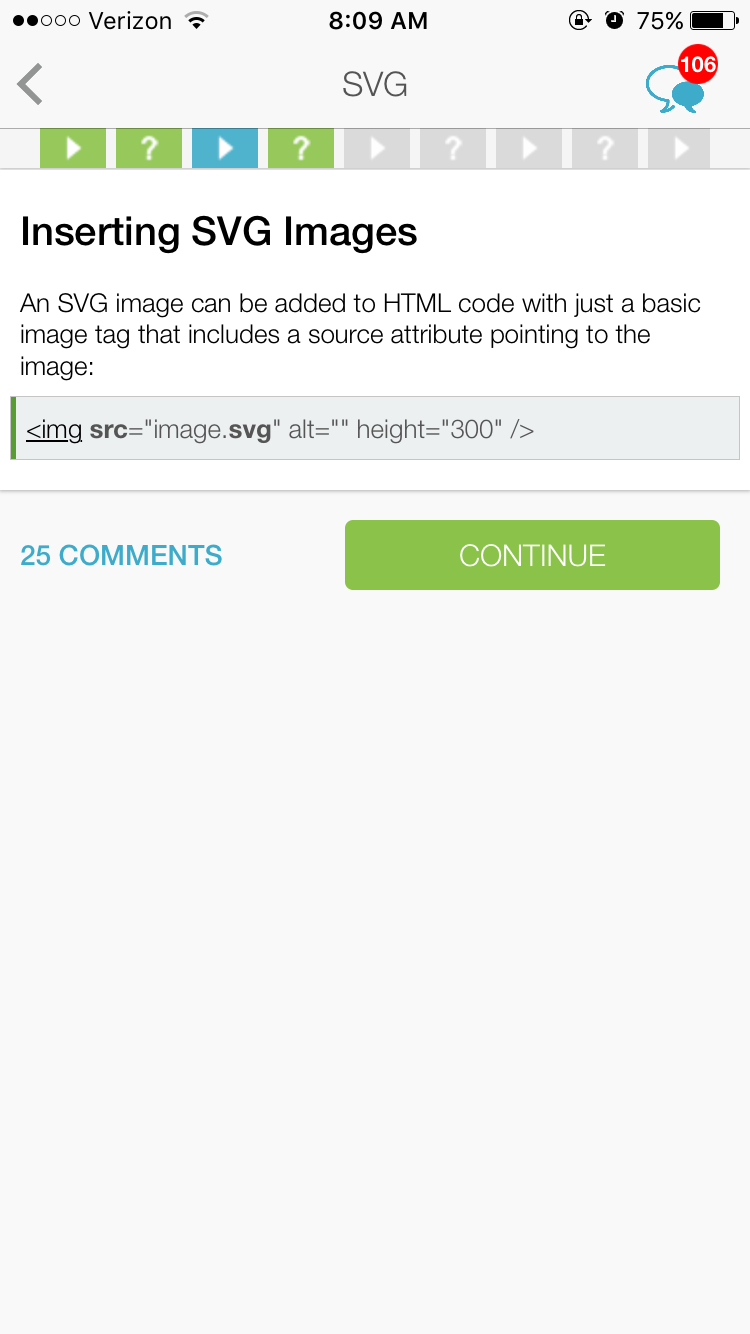 Verizon 8:09 AM 75%
SVG 106
? ? ? ?
Inserting SVG Images
An SVG image can be added to HTML code with just a basic
image tag that includes a source attribute pointing to the
image:
<img src="image.svg" alt="" height="300" />
25 COMMENTS CONTINUE